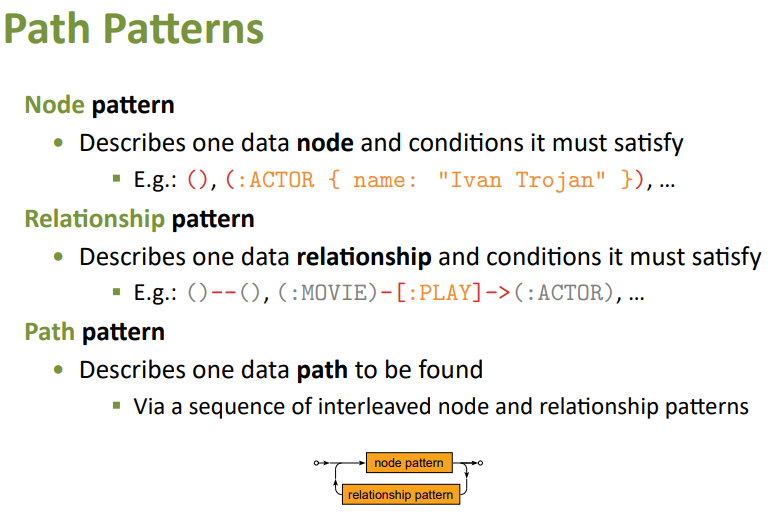 Path Patterns
Node pattern
• Describes one data node and conditions it must satisfy
▪ E.g.: (), (:ACTOR { name: "Ivan Trojan" }), ...
Relationship pattern
• Describes one data relationship and conditions it must satisfy
▪ E.g.: ()--(), (:MOVIE)-[:PLAY]->(:ACTOR), ...
Path pattern
• Describes one data path to be found
▪ Via a sequence of interleaved node and relationship patterns
node pattern
relationship pattern